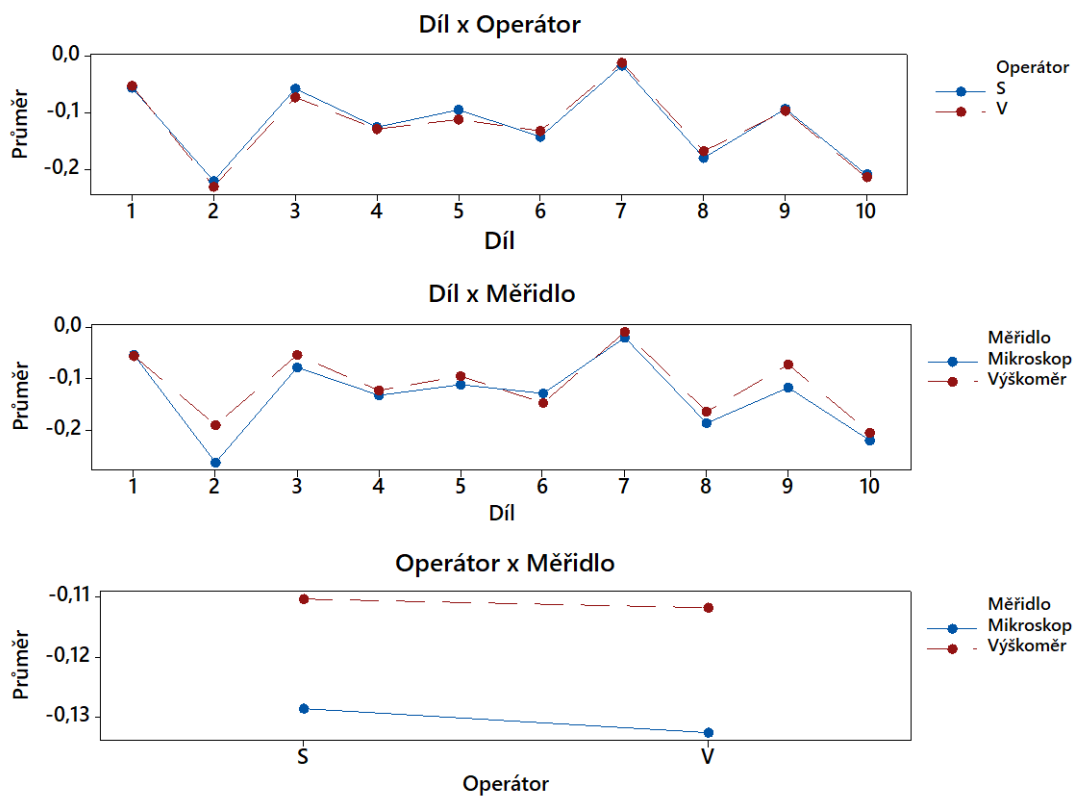 Díl x Operátor
0,0
-0,1
-0,2
Průměr
1 2 3 4 5 6 7 8 9 10
Díl
Operátor
S
V
Díl x Měřidlo
0,0
-0,1
-0,2
Průměr
1 2 3 4 5 6 7 8 9 10
Díl
Měřidlo
Mikroskop
Výškoměr
Operátor x Měřidlo
-0,11
-0,12
-0,13
Průměr
S V
Operátor
Měřidlo
Mikroskop
Výškoměr